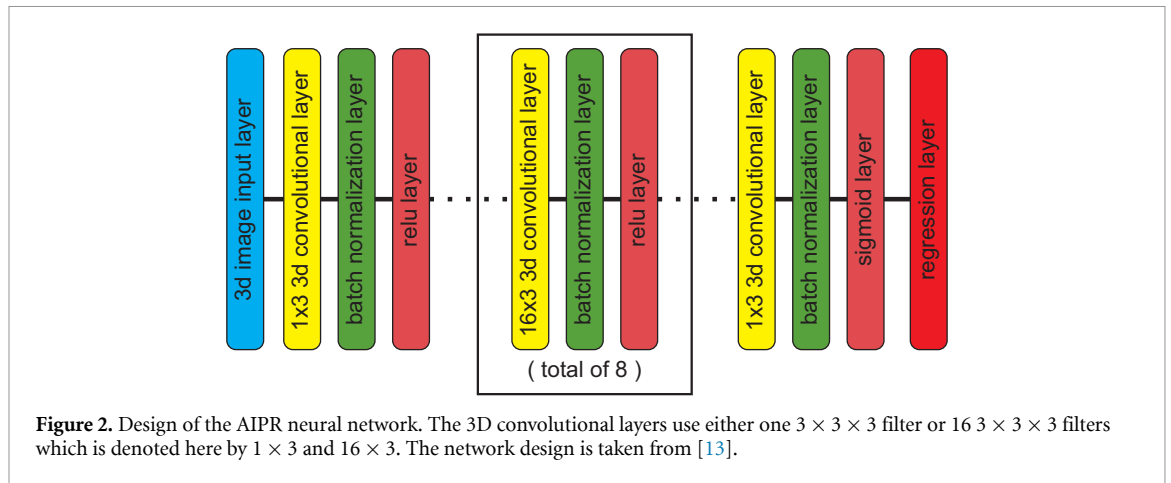 3d image input layer
1x3 3d convolutional layer
batch normalization layer
relu layer
16x3 3d convolutional layer
batch normalization layer
relu layer
( total of 8 )
1x3 3d convolutional layer
batch normalization layer
sigmoid layer
regression layer
Figure 2. Design of the AIPR neural network. The 3D convolutional layers use either one 3 × 3 × 3 filter or 16 3 × 3 × 3 filters
which is denoted here by 1 × 3 and 16 × 3. The network design is taken from [13].